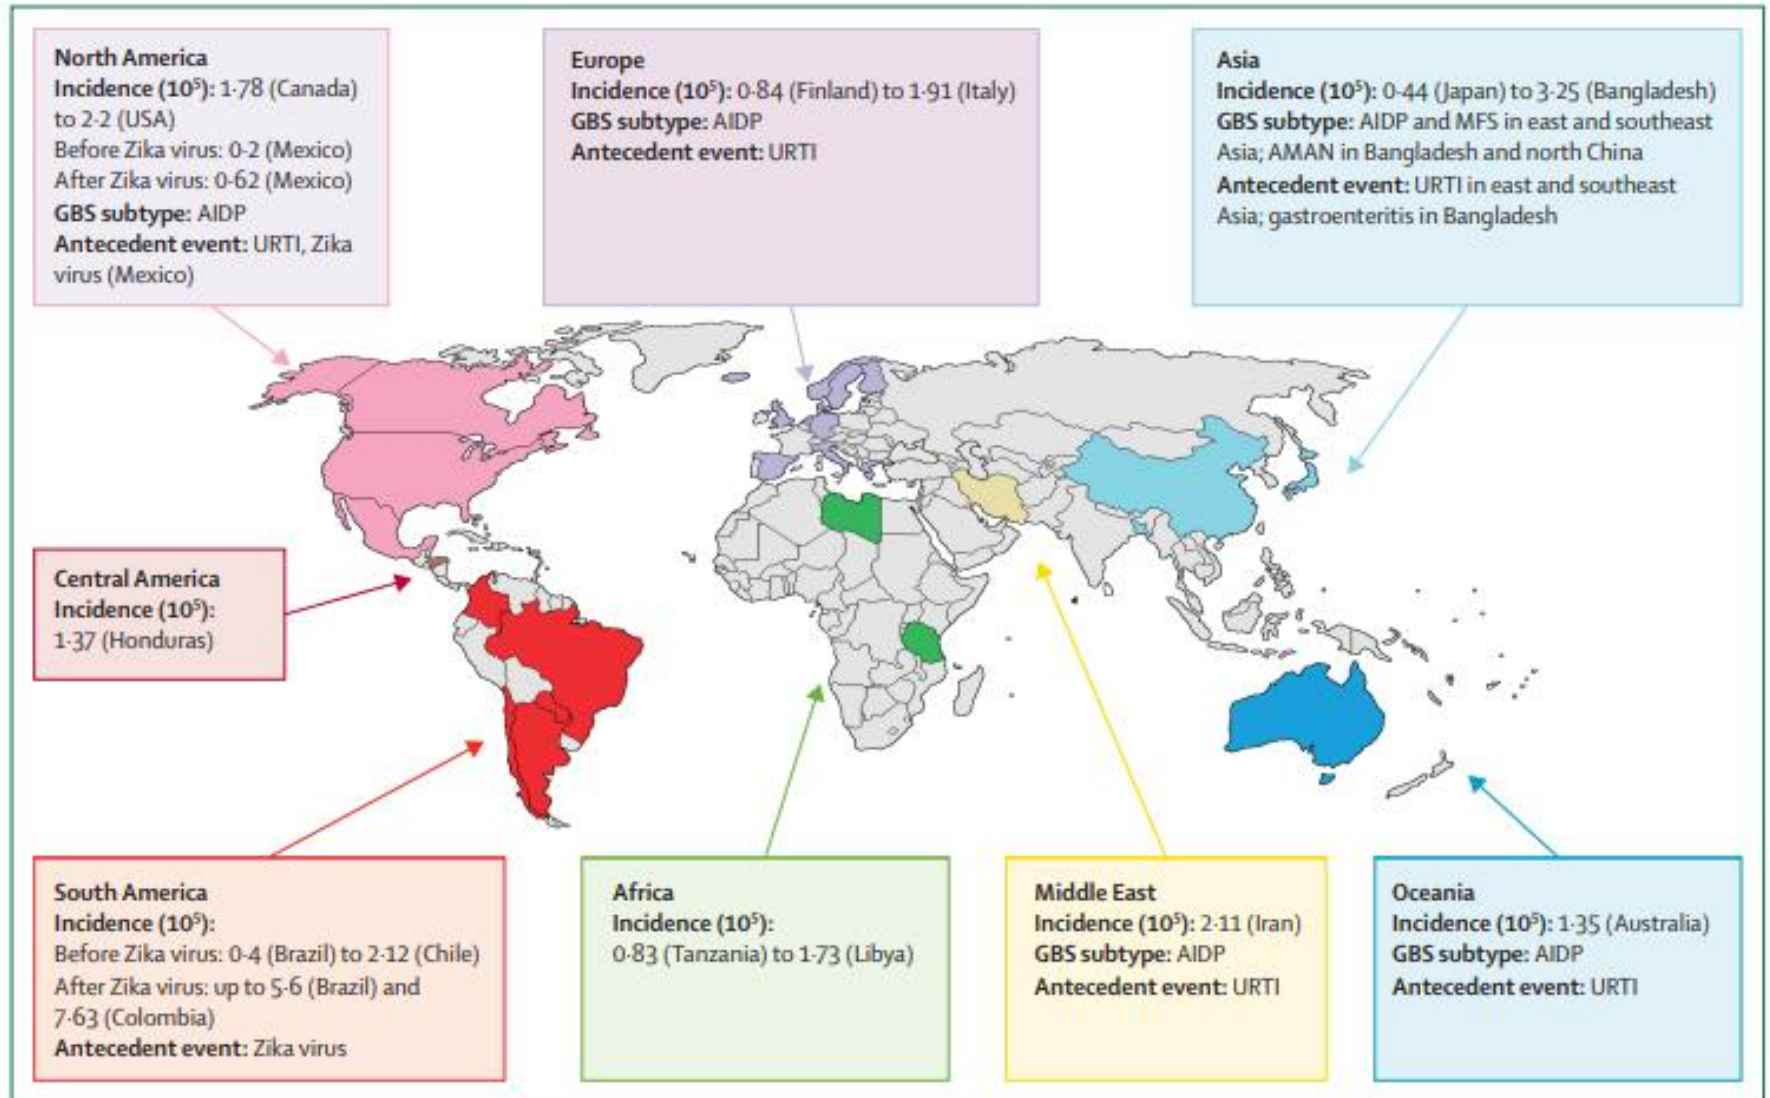 North America
Incidence (10⁵): 1·78 (Canada)
to 2·2 (USA)
Before Zika virus: 0·2 (Mexico)
After Zika virus: 0·62 (Mexico)
GBS subtype: AIDP
Antecedent event: URTI, Zika
virus (Mexico)
Europe
Incidence (10⁵): 0·84 (Finland) to 1·91 (Italy)
GBS subtype: AIDP
Antecedent event: URTI
Asia
Incidence (10⁵): 0·44 (Japan) to 3·25 (Bangladesh)
GBS subtype: AIDP and MFS in east and southeast
Asia; AMAN in Bangladesh and north China
Antecedent event: URTI in east and southeast
Asia; gastroenteritis in Bangladesh
Central America
Incidence (10⁵):
1·37 (Honduras)
South America
Incidence (10⁵):
Before Zika virus: 0·4 (Brazil) to 2·12 (Chile)
After Zika virus: up to 5·6 (Brazil) and
7·63 (Colombia)
Antecedent event: Zika virus
Africa
Incidence (10⁵):
0·83 (Tanzania) to 1·73 (Libya)
Middle East
Incidence (10⁵): 2·11 (Iran)
GBS subtype: AIDP
Antecedent event: URTI
Oceania
Incidence (10⁵): 1·35 (Australia)
GBS subtype: AIDP
Antecedent event: URTI